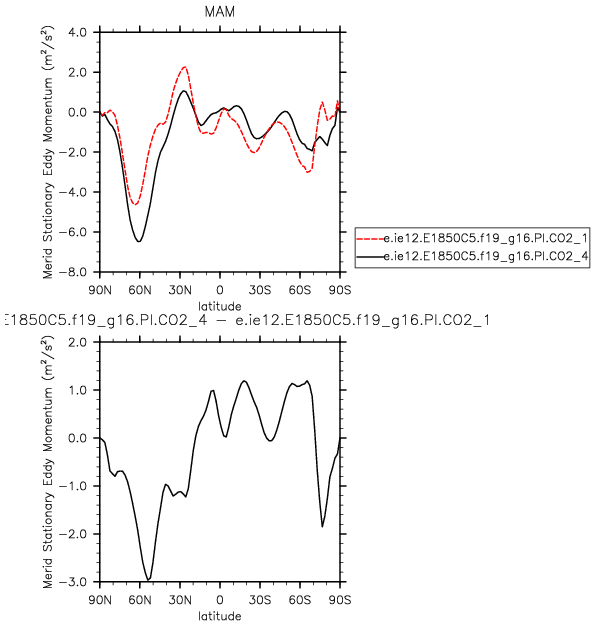 MAM
Merid Stationary Eddy Momentum (m²/s²)
4.0
2.0
0.0
-2.0
-4.0
-6.0
-8.0
90N 60N 30N 0 30S 60S 90S
latitude
e.ie12.E1850C5.f19_g16.PI.CO2_1
e.ie12.E1850C5.f19_g16.PI.CO2_4
:1850C5.f19_g16.PI.CO2_4 − e.ie12.E1850C5.f19_g16.PI.CO2_1
Merid Stationary Eddy Momentum (m²/s²)
2.0
1.0
0.0
-1.0
-2.0
-3.0
90N 60N 30N 0 30S 60S 90S
latitude